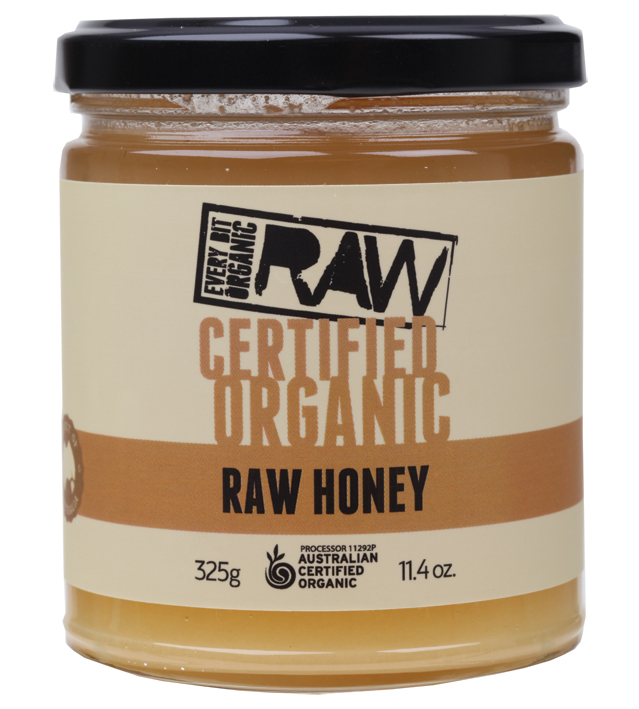 EVERY BIT
ORGANIC
RAW
CERTIFIED
ORGANIC
RAW HONEY
325g
PROCESSOR 11292P
AUSTRALIAN
CERTIFIED
ORGANIC
11.4 oz.